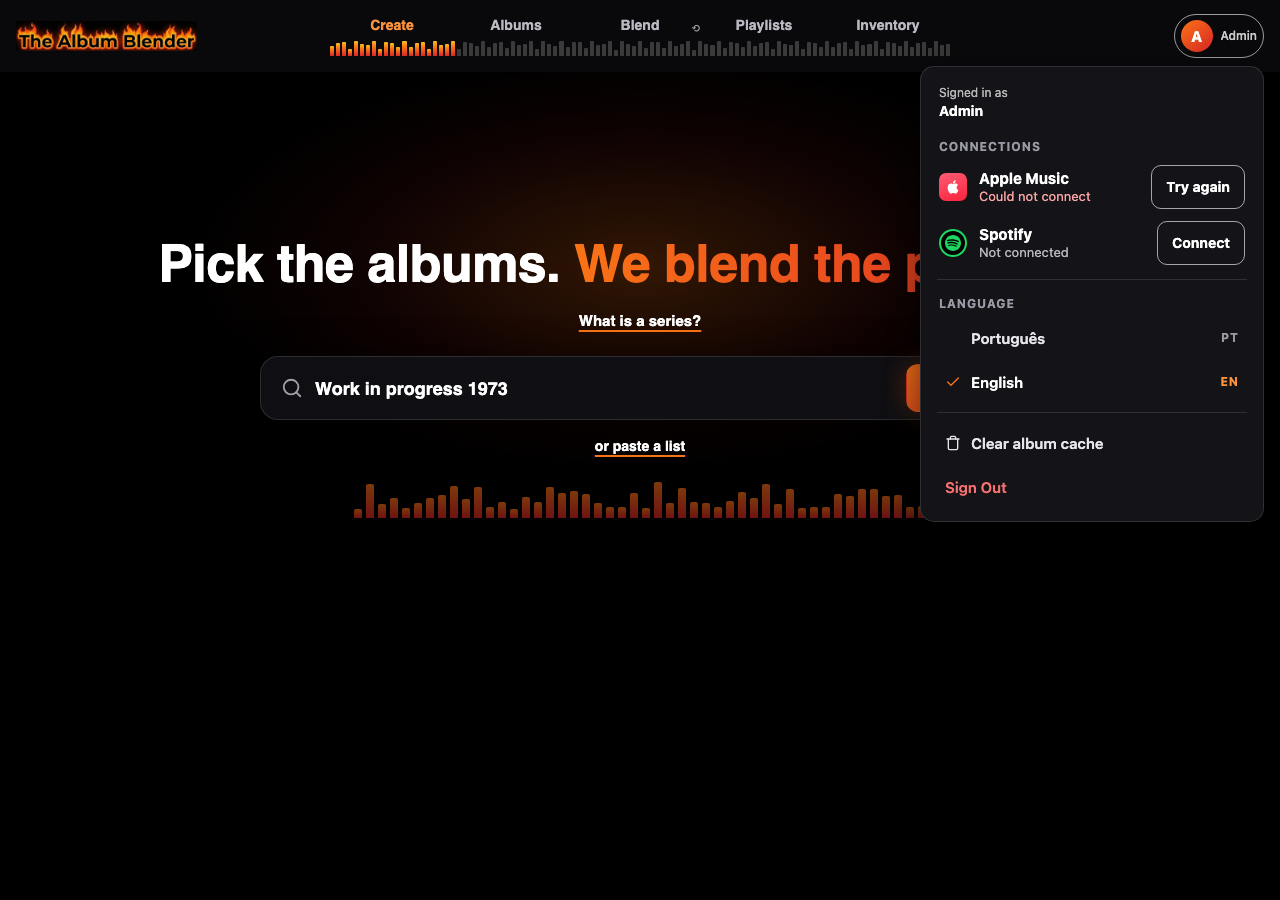 The Album Blender
Create
Albums
Blend
Playlists
Inventory
A
Admin
Signed in as
Admin
CONNECTIONS
Apple Music
Could not connect
Try again
Spotify
Not connected
Connect
LANGUAGE
Português PT
English EN
Clear album cache
Sign Out
Pick the albums. We blend the
What is a series?
Work in progress 1973
or paste a list